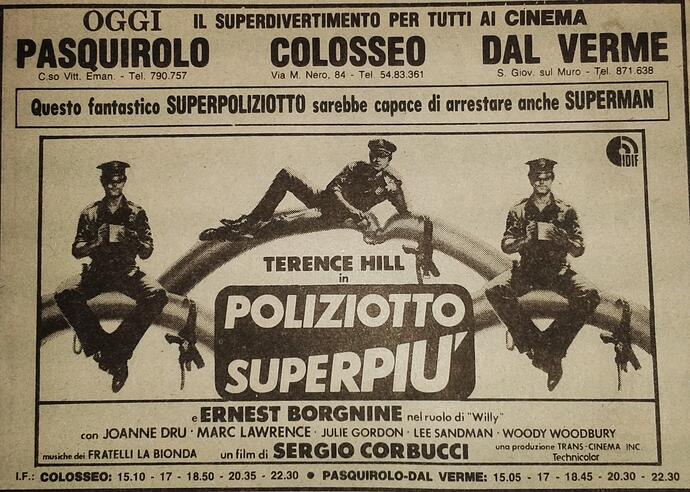 OGGI IL SUPERDIVERTIMENTO PER TUTTI AI CINEMA
PASQUIROLO COLOSSEO DAL VERME
C.so Vitt. Eman. - Tel. 790.757 Via M. Nero, 84 - Tel. 54.83.361 S. Giov. sul Muro - Tel. 871.638
Questo fantastico SUPERPOLIZIOTTO sarebbe capace di arrestare anche SUPERMAN
IDIF
TERENCE HILL
in
POLIZIOTTO
SUPERPIU'
e ERNEST BORGNINE nel ruolo di "Willy"
con JOANNE DRU · MARC LAWRENCE · JULIE GORDON · LEE SANDMAN · WOODY WOODBURY
musiche dei FRATELLI LA BIONDA un film di SERGIO CORBUCCI una produzione TRANS-CINEMA INC.
Technicolor
I.F.: COLOSSEO: 15.10 - 17 - 18.50 - 20.35 - 22.30 • PASQUIROLO-DAL VERME: 15.05 - 17 - 18.45 - 20.30 - 22.30